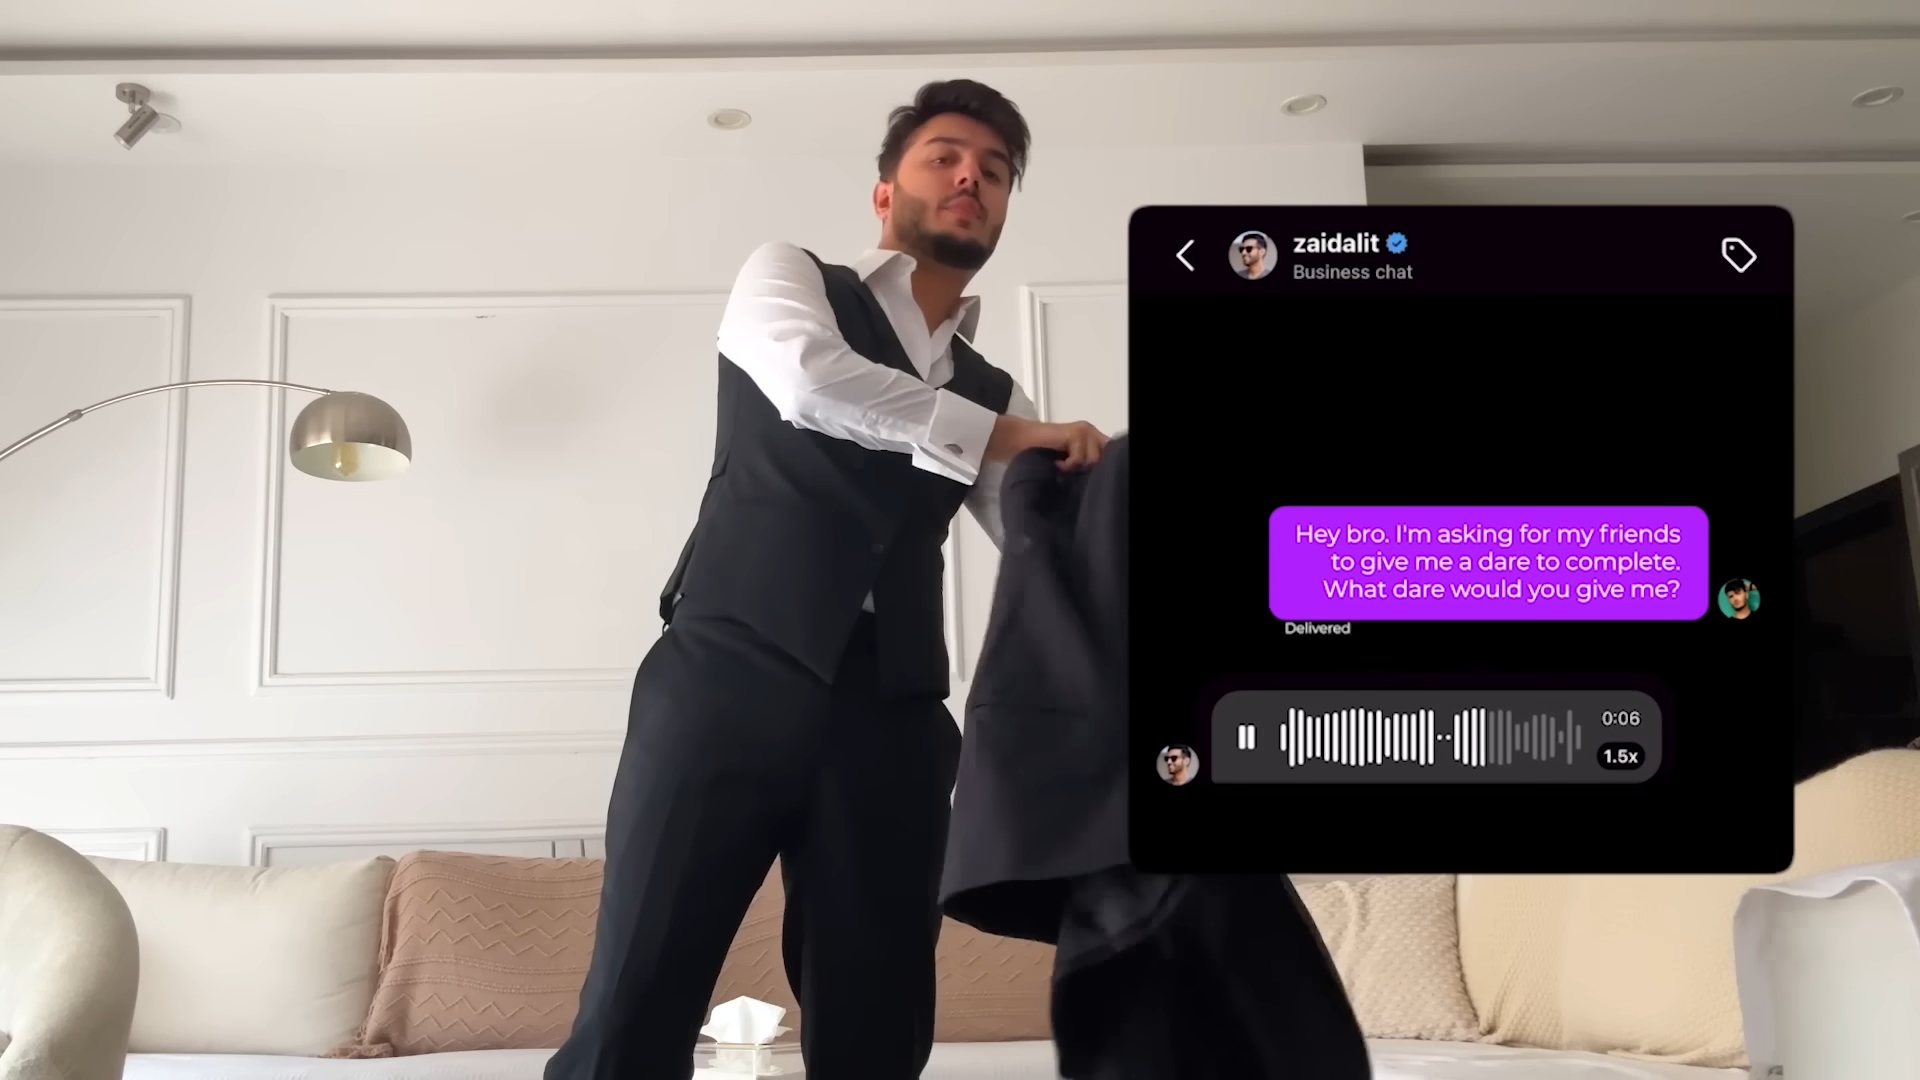 zaidalit
Business chat
Hey bro. I'm asking for my friends
to give me a dare to complete.
What dare would you give me?
Delivered
0:06
1.5x